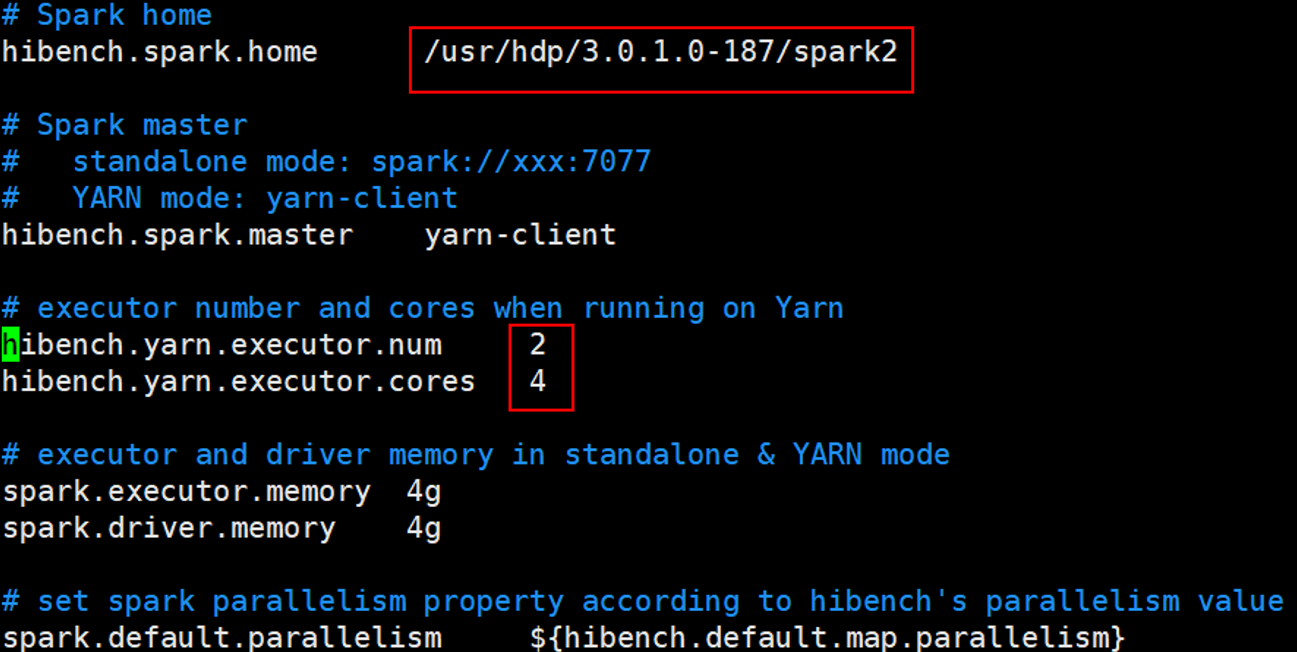 # Spark home
hibench.spark.home      /usr/hdp/3.0.1.0-187/spark2
# Spark master
#   standalone mode: spark://xxx:7077
#   YARN mode: yarn-client
hibench.spark.master    yarn-client
# executor number and cores when running on Yarn
hibench.yarn.executor.num     2
hibench.yarn.executor.cores   4
# executor and driver memory in standalone & YARN mode
spark.executor.memory  4g
spark.driver.memory    4g
# set spark parallelism property according to hibench's parallelism value
spark.default.parallelism     ${hibench.default.map.parallelism}